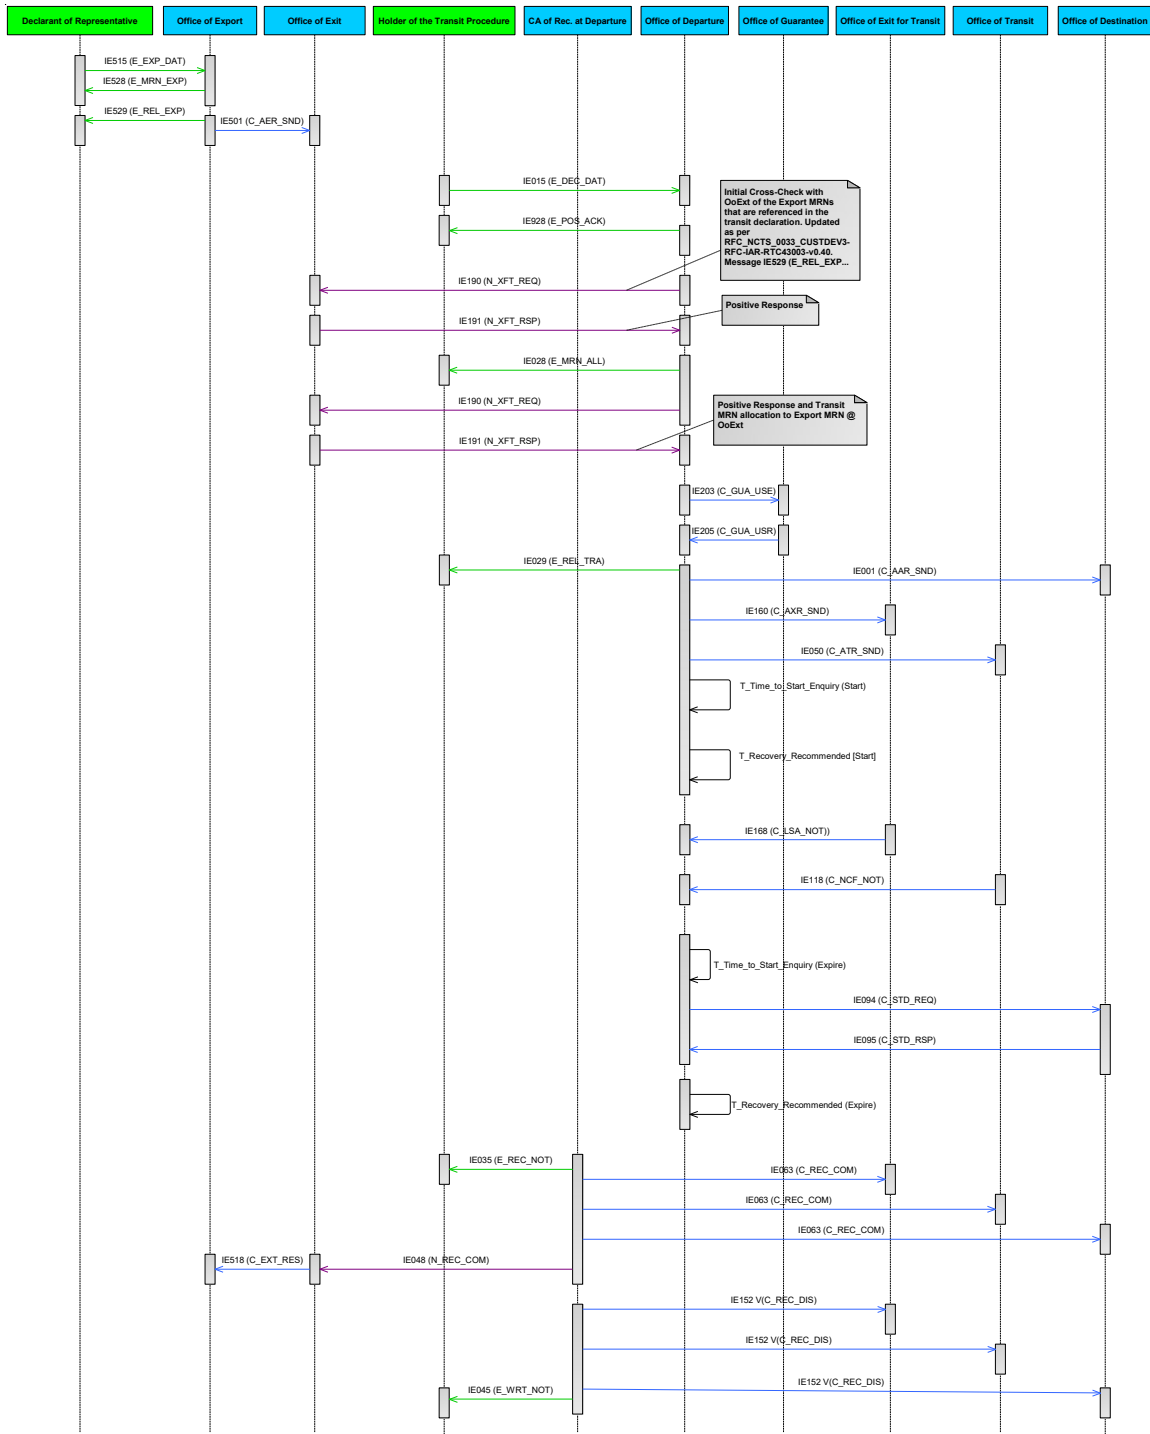 Declarant of Representative
Office of Export
Office of Exit
Holder of the Transit Procedure
CA of Rec. at Departure
Office of Departure
Office of Guarantee
Office of Exit for Transit
Office of Transit
Office of Destination
IE515 (E_EXP_DAT)
IE528 (E_MRN_EXP)
IE529 (E_REL_EXP)
IE501 (C_AER_SND)
IE015 (E_DEC_DAT)
Initial Cross-Check with
OoExt of the Export MRNs
that are referenced in the
transit declaration. Updated
as per
RFC_NCTS_0033_CUSTDEV3-
RFC-IAR-RTC43003-v0.40.
Message IE529 (E_REL_EXP...
IE928 (E_POS_ACK)
IE190 (N_XFT_REQ)
Positive Response
IE191 (N_XFT_RSP)
IE028 (E_MRN_ALL)
IE190 (N_XFT_REQ)
Positive Response and Transit
MRN allocation to Export MRN @
OoExt
IE191 (N_XFT_RSP)
IE203 (C_GUA_USE)
IE205 (C_GUA_USR)
IE029 (E_REL_TRA)
IE001 (C_AAR_SND)
IE160 (C_AXR_SND)
IE050 (C_ATR_SND)
T_Time_to_Start_Enquiry (Start)
T_Recovery_Recommended [Start]
IE168 (C_LSA_NOT))
IE118 (C_NCF_NOT)
T_Time_to_Start_Enquiry (Expire)
IE094 (C_STD_REQ)
IE095 (C_STD_RSP)
T_Recovery_Recommended (Expire)
IE035 (E_REC_NOT)
IE063 (C_REC_COM)
IE063 (C_REC_COM)
IE063 (C_REC_COM)
IE518 (C_EXT_RES)
IE048 (N_REC_COM)
IE152 V(C_REC_DIS)
IE152 V(C_REC_DIS)
IE152 V(C_REC_DIS)
IE045 (E_WRT_NOT)